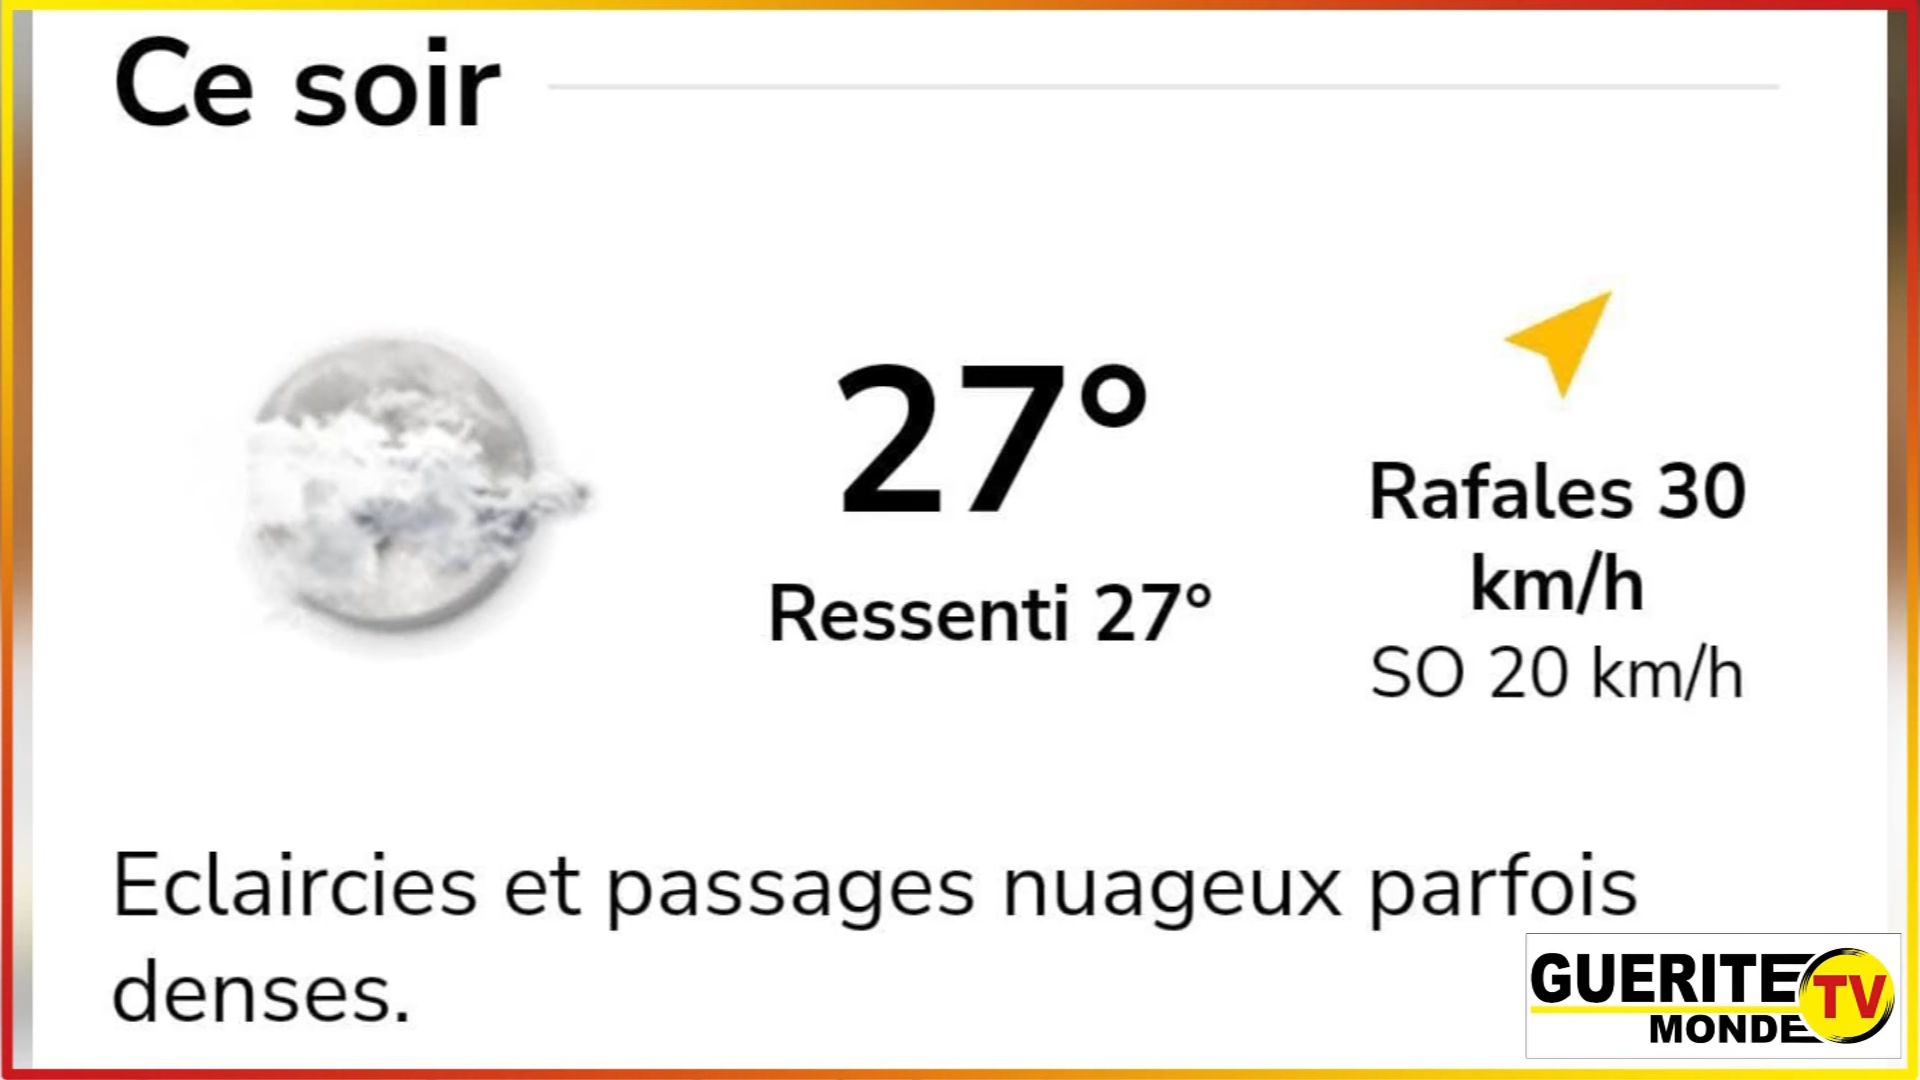 Ce soir
27°
Ressenti 27°
Rafales 30
km/h
SO 20 km/h
Eclaircies et passages nuageux parfois
denses.
GUERITE TV
MONDE